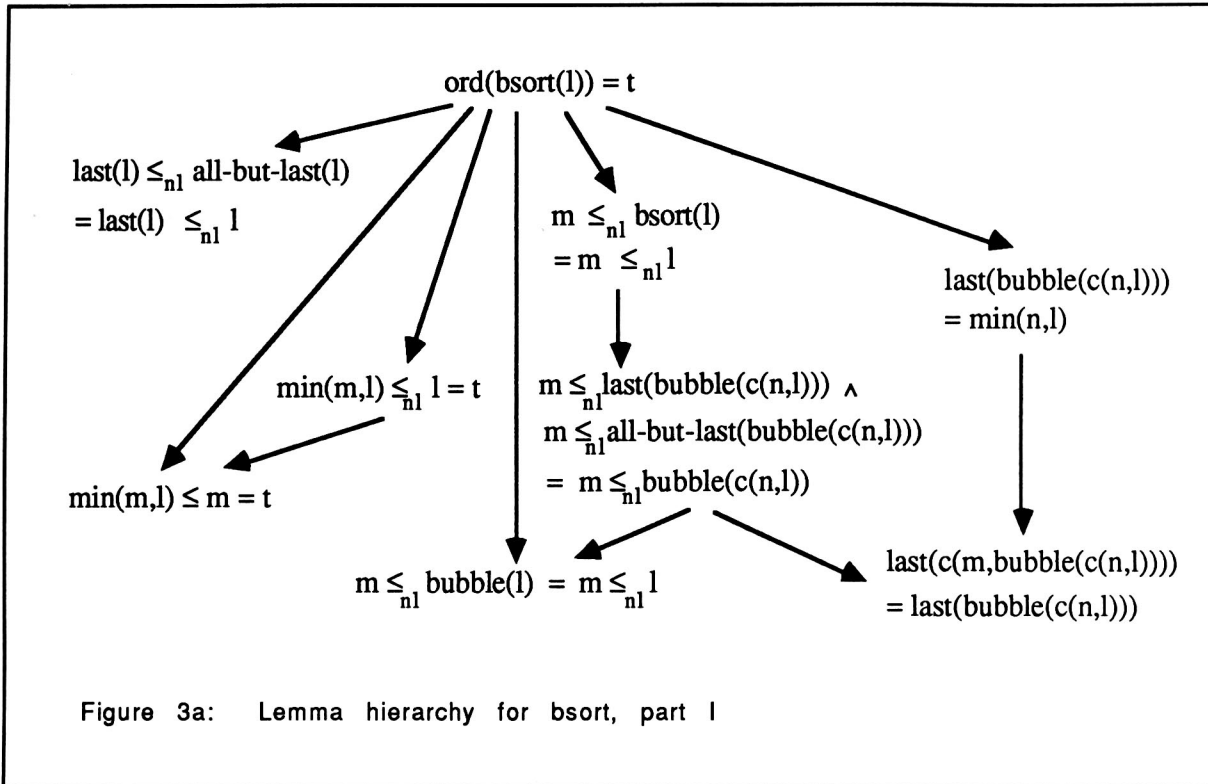 ord(bsort(l)) = t
last(l) ≤nl all-but-last(l)
= last(l) ≤nl l
m ≤nl bsort(l)
= m ≤nl l
last(bubble(c(n,l)))
= min(n,l)
min(m,l) ≤nl l = t
m ≤nl last(bubble(c(n,l))) ∧
m ≤nl all-but-last(bubble(c(n,l)))
= m ≤nl bubble(c(n,l))
min(m,l) ≤ m = t
m ≤nl bubble(l) = m ≤nl l
last(c(m,bubble(c(n,l))))
= last(bubble(c(n,l)))
Figure 3a: Lemma hierarchy for bsort, part I